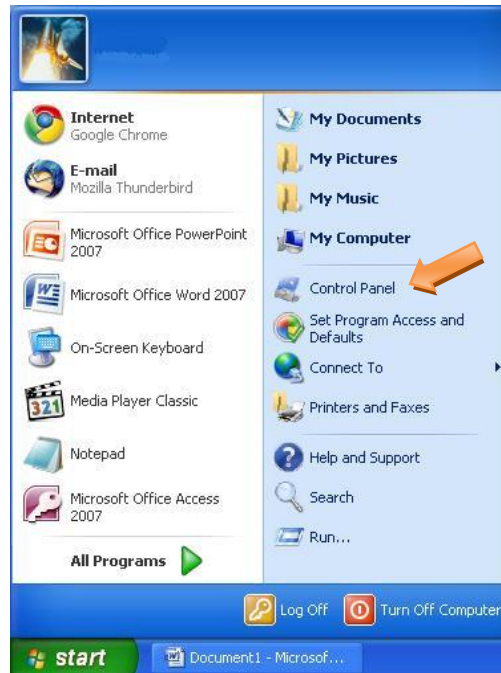 Internet
Google Chrome
E-mail
Mozilla Thunderbird
Microsoft Office PowerPoint
2007
Microsoft Office Word 2007
On-Screen Keyboard
321
Media Player Classic
Notepad
Microsoft Office Access
2007
All Programs
My Documents
My Pictures
My Music
My Computer
Control Panel
Set Program Access and
Defaults
Connect To
Printers and Faxes
Help and Support
Search
Run...
Log Off
Turn Off Computer
start
Document1 - Microsof...